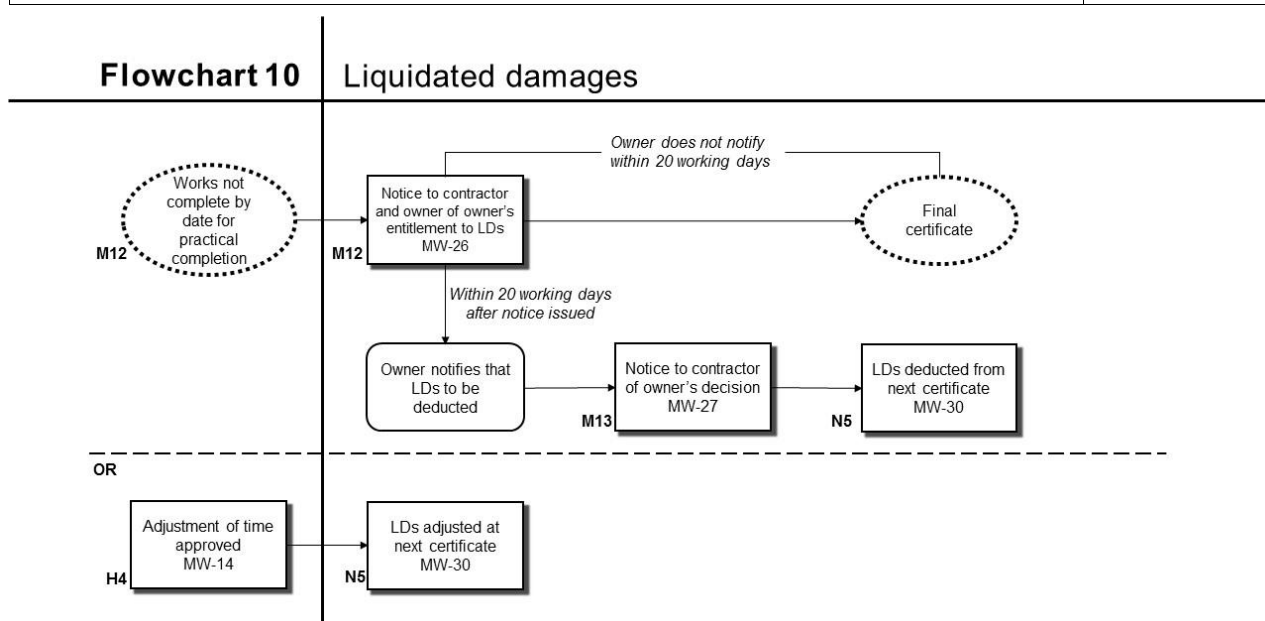 Flowchart 10
Liquidated damages
Owner does not notify
within 20 working days
Works not
complete by
date for
practical
completion
M12
Notice to contractor
and owner of owner's
entitlement to LDs
MW-26
M12
Final
certificate
Within 20 working days
after notice issued
Owner notifies that
LDs to be
deducted
Notice to contractor
of owner's decision
MW-27
M13
LDs deducted from
next certificate
MW-30
N5
OR
Adjustment of time
approved
MW-14
H4
LDs adjusted at
next certificate
MW-30
N5